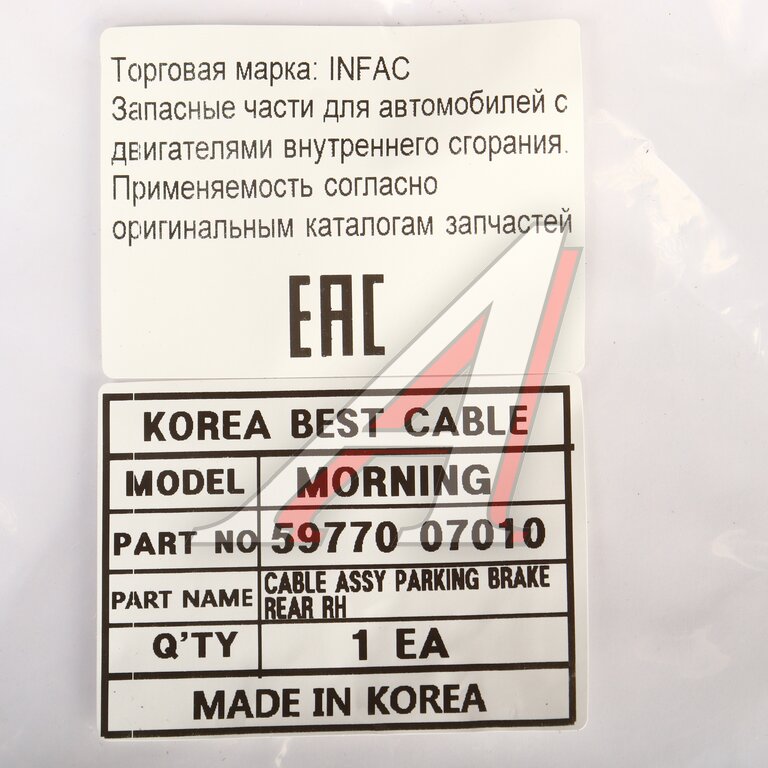 Торговая марка: INFAC
Запасные части для автомобилей с
двигателями внутреннего сгорания.
Применяемость согласно
оригинальным каталогам запчастей
EAC
KOREA BEST CABLE
MODEL MORNING
PART NO 59770 07010
PART NAME CABLE ASSY PARKING BRAKE
REAR RH
Q'TY 1 EA
MADE IN KOREA